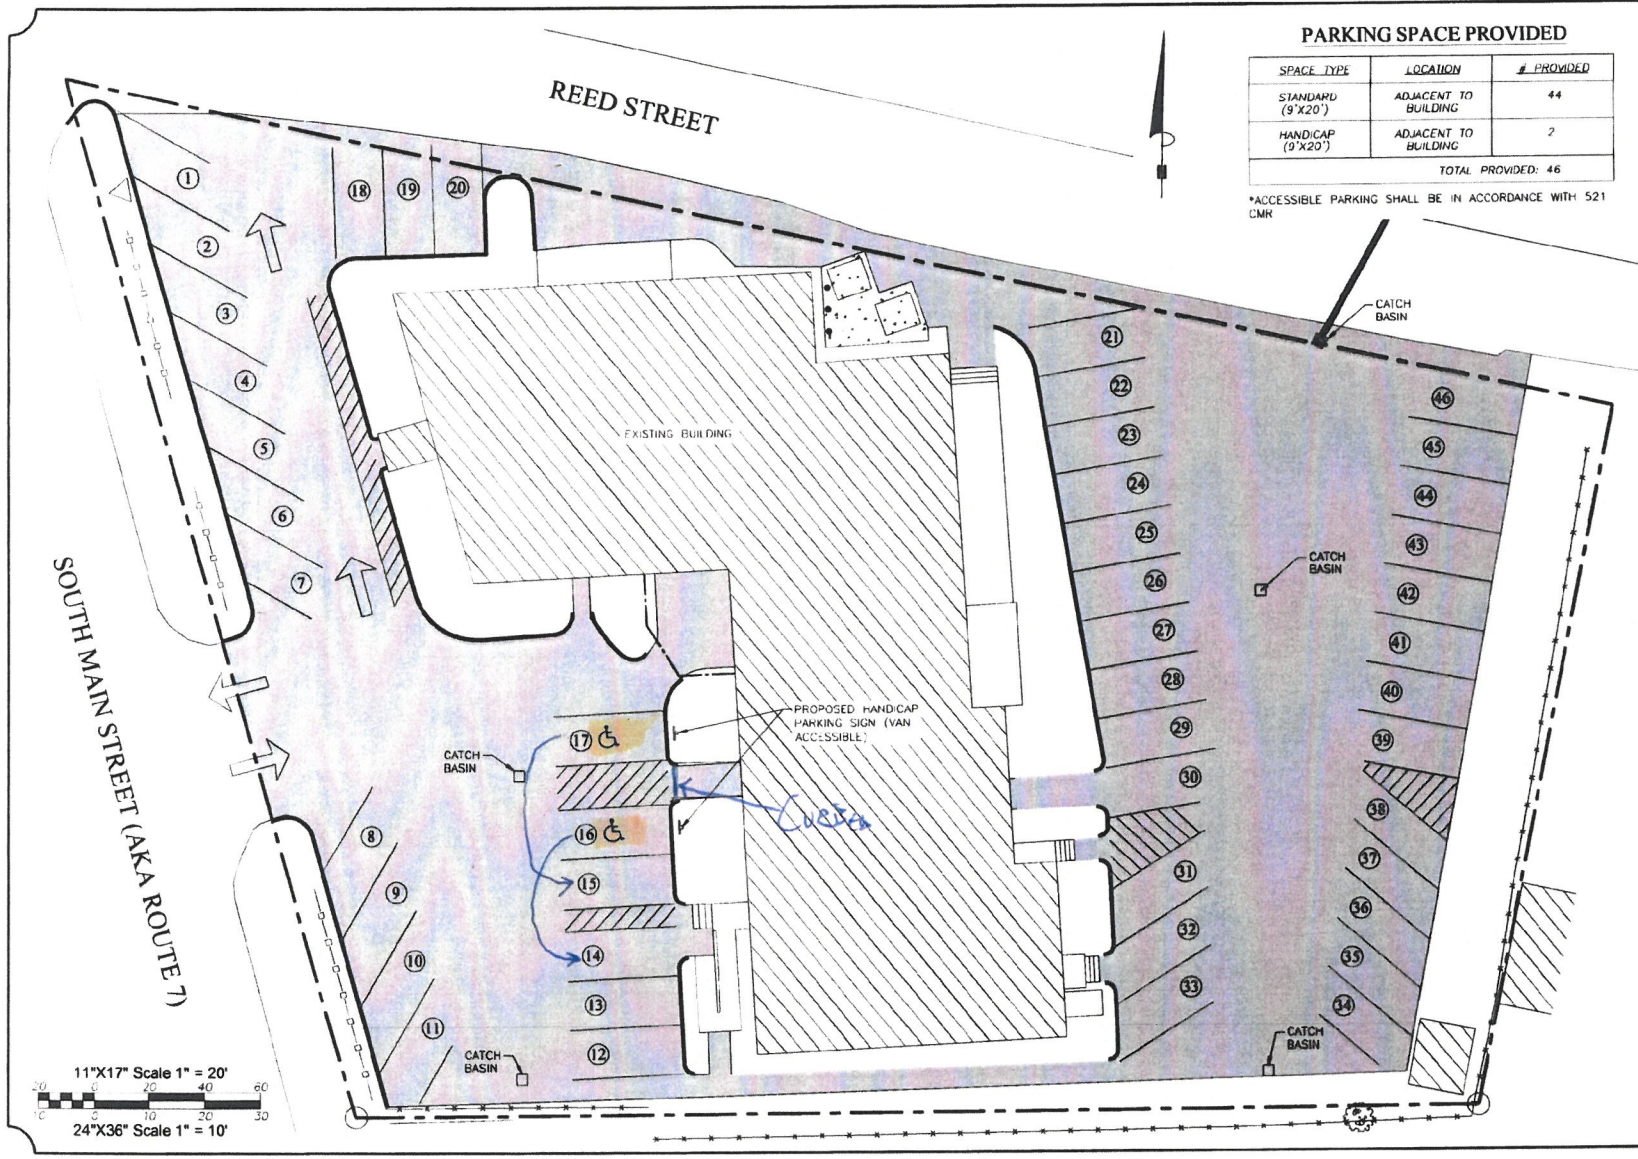 PARKING SPACE PROVIDED
SPACE TYPE LOCATION # PROVIDED
STANDARD (9'X20') ADJACENT TO BUILDING 44
HANDICAP (9'X20') ADJACENT TO BUILDING 2
TOTAL PROVIDED: 46
*ACCESSIBLE PARKING SHALL BE IN ACCORDANCE WITH 521
CMR
REED STREET
SOUTH MAIN STREET (AKA ROUTE 7)
EXISTING BUILDING
CATCH
BASIN
CATCH
BASIN
CATCH
BASIN
CATCH
BASIN
CATCH
BASIN
PROPOSED HANDICAP
PARKING SIGN (VAN
ACCESSIBLE)
1
2
3
4
5
6
7
8
9
10
11
12
13
14
15
16
17
18
19
20
21
22
23
24
25
26
27
28
29
30
31
32
33
34
35
36
37
38
39
40
41
42
43
44
45
46
11"X17" Scale 1" = 20'
20 0 20 40 60
10 0 10 20 30
24"X36" Scale 1" = 10'